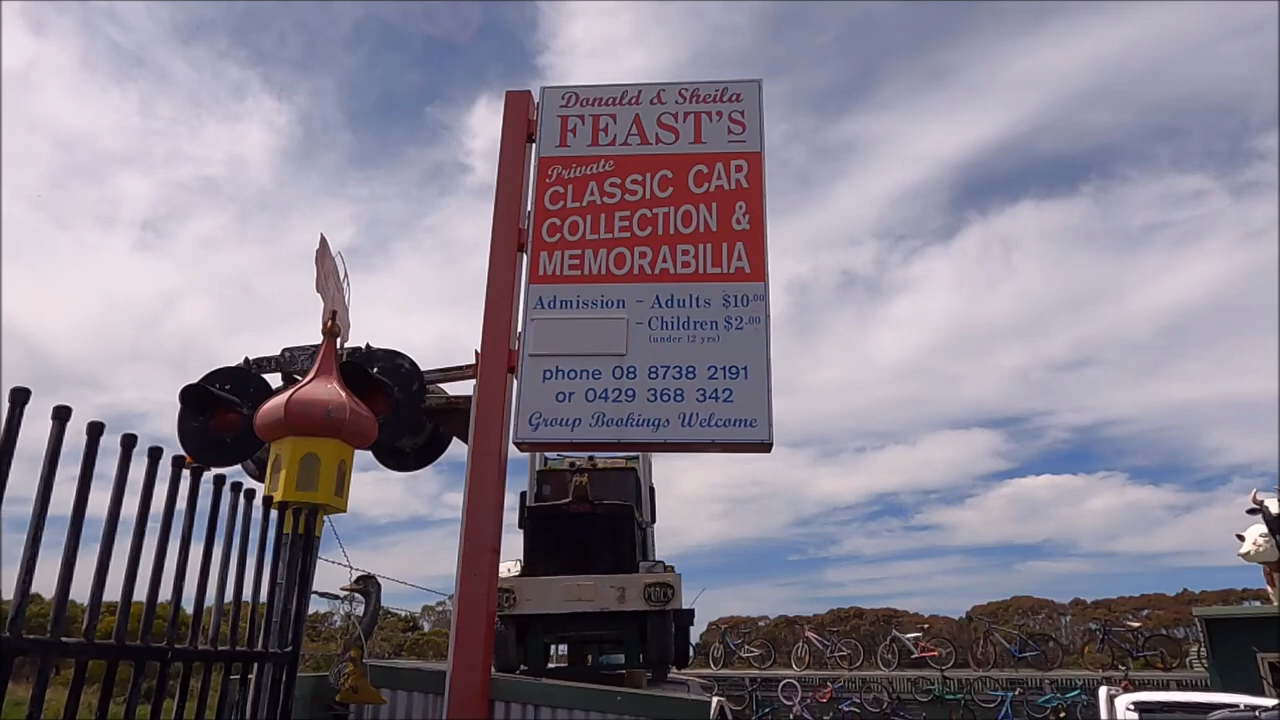 Donald & Sheila
FEAST'S
Private
CLASSIC CAR
COLLECTION &
MEMORABILIA
Admission - Adults $10.00
- Children $2.00
(under 12 yrs)
phone 08 8738 2191
or 0429 368 342
Group Bookings Welcome
MACK